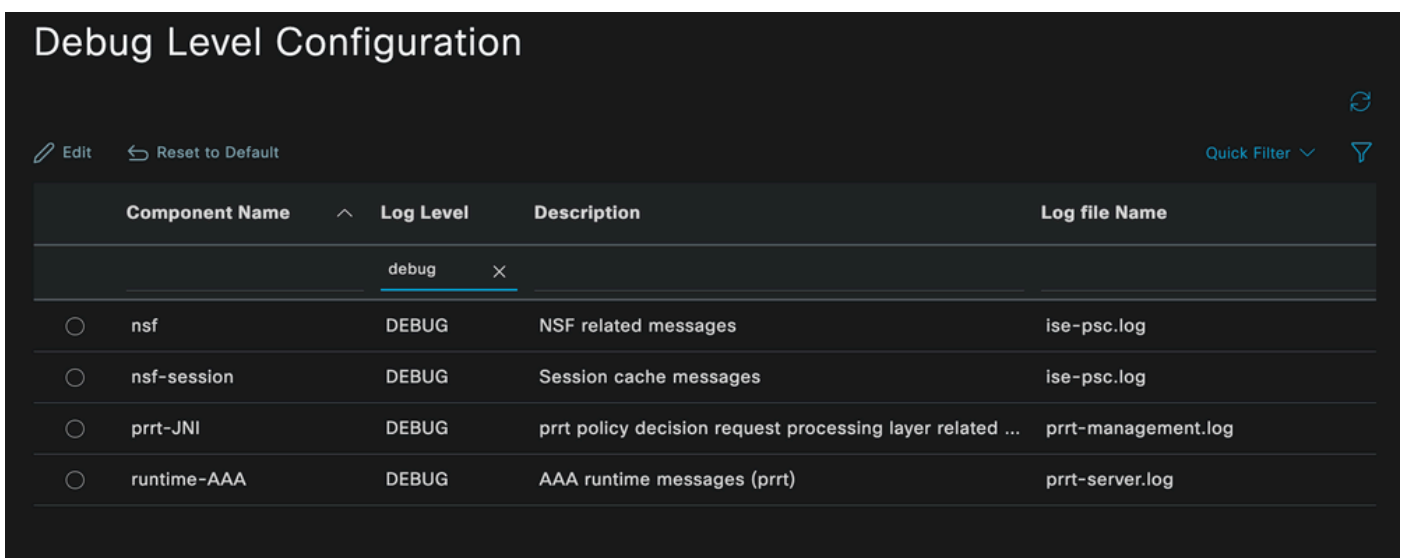 Debug Level Configuration
Edit Reset to Default Quick Filter
Component Name Log Level Description Log file Name
debug
nsf DEBUG NSF related messages ise-psc.log
nsf-session DEBUG Session cache messages ise-psc.log
prrt-JNI DEBUG prrt policy decision request processing layer related ... prrt-management.log
runtime-AAA DEBUG AAA runtime messages (prrt) prrt-server.log